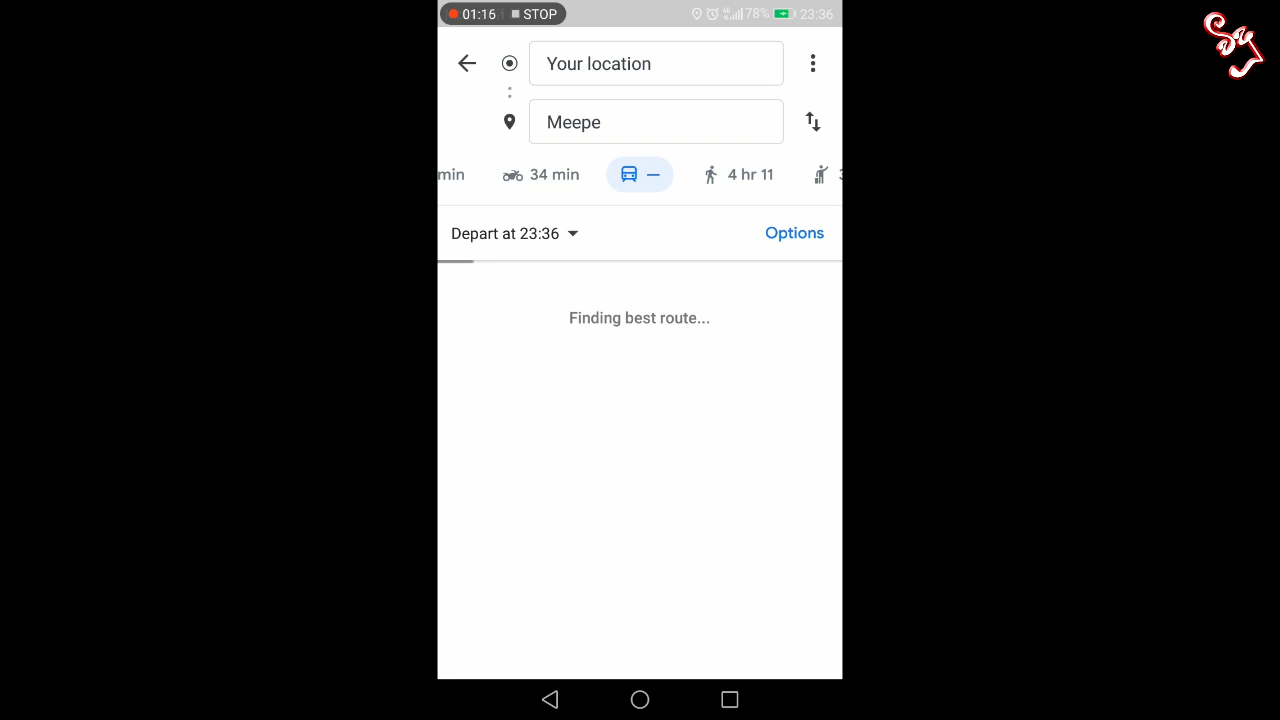 01:16 STOP 78% 23:36
Your location
Meepe
min 34 min — 4 hr 11
Depart at 23:36 Options
Finding best route...